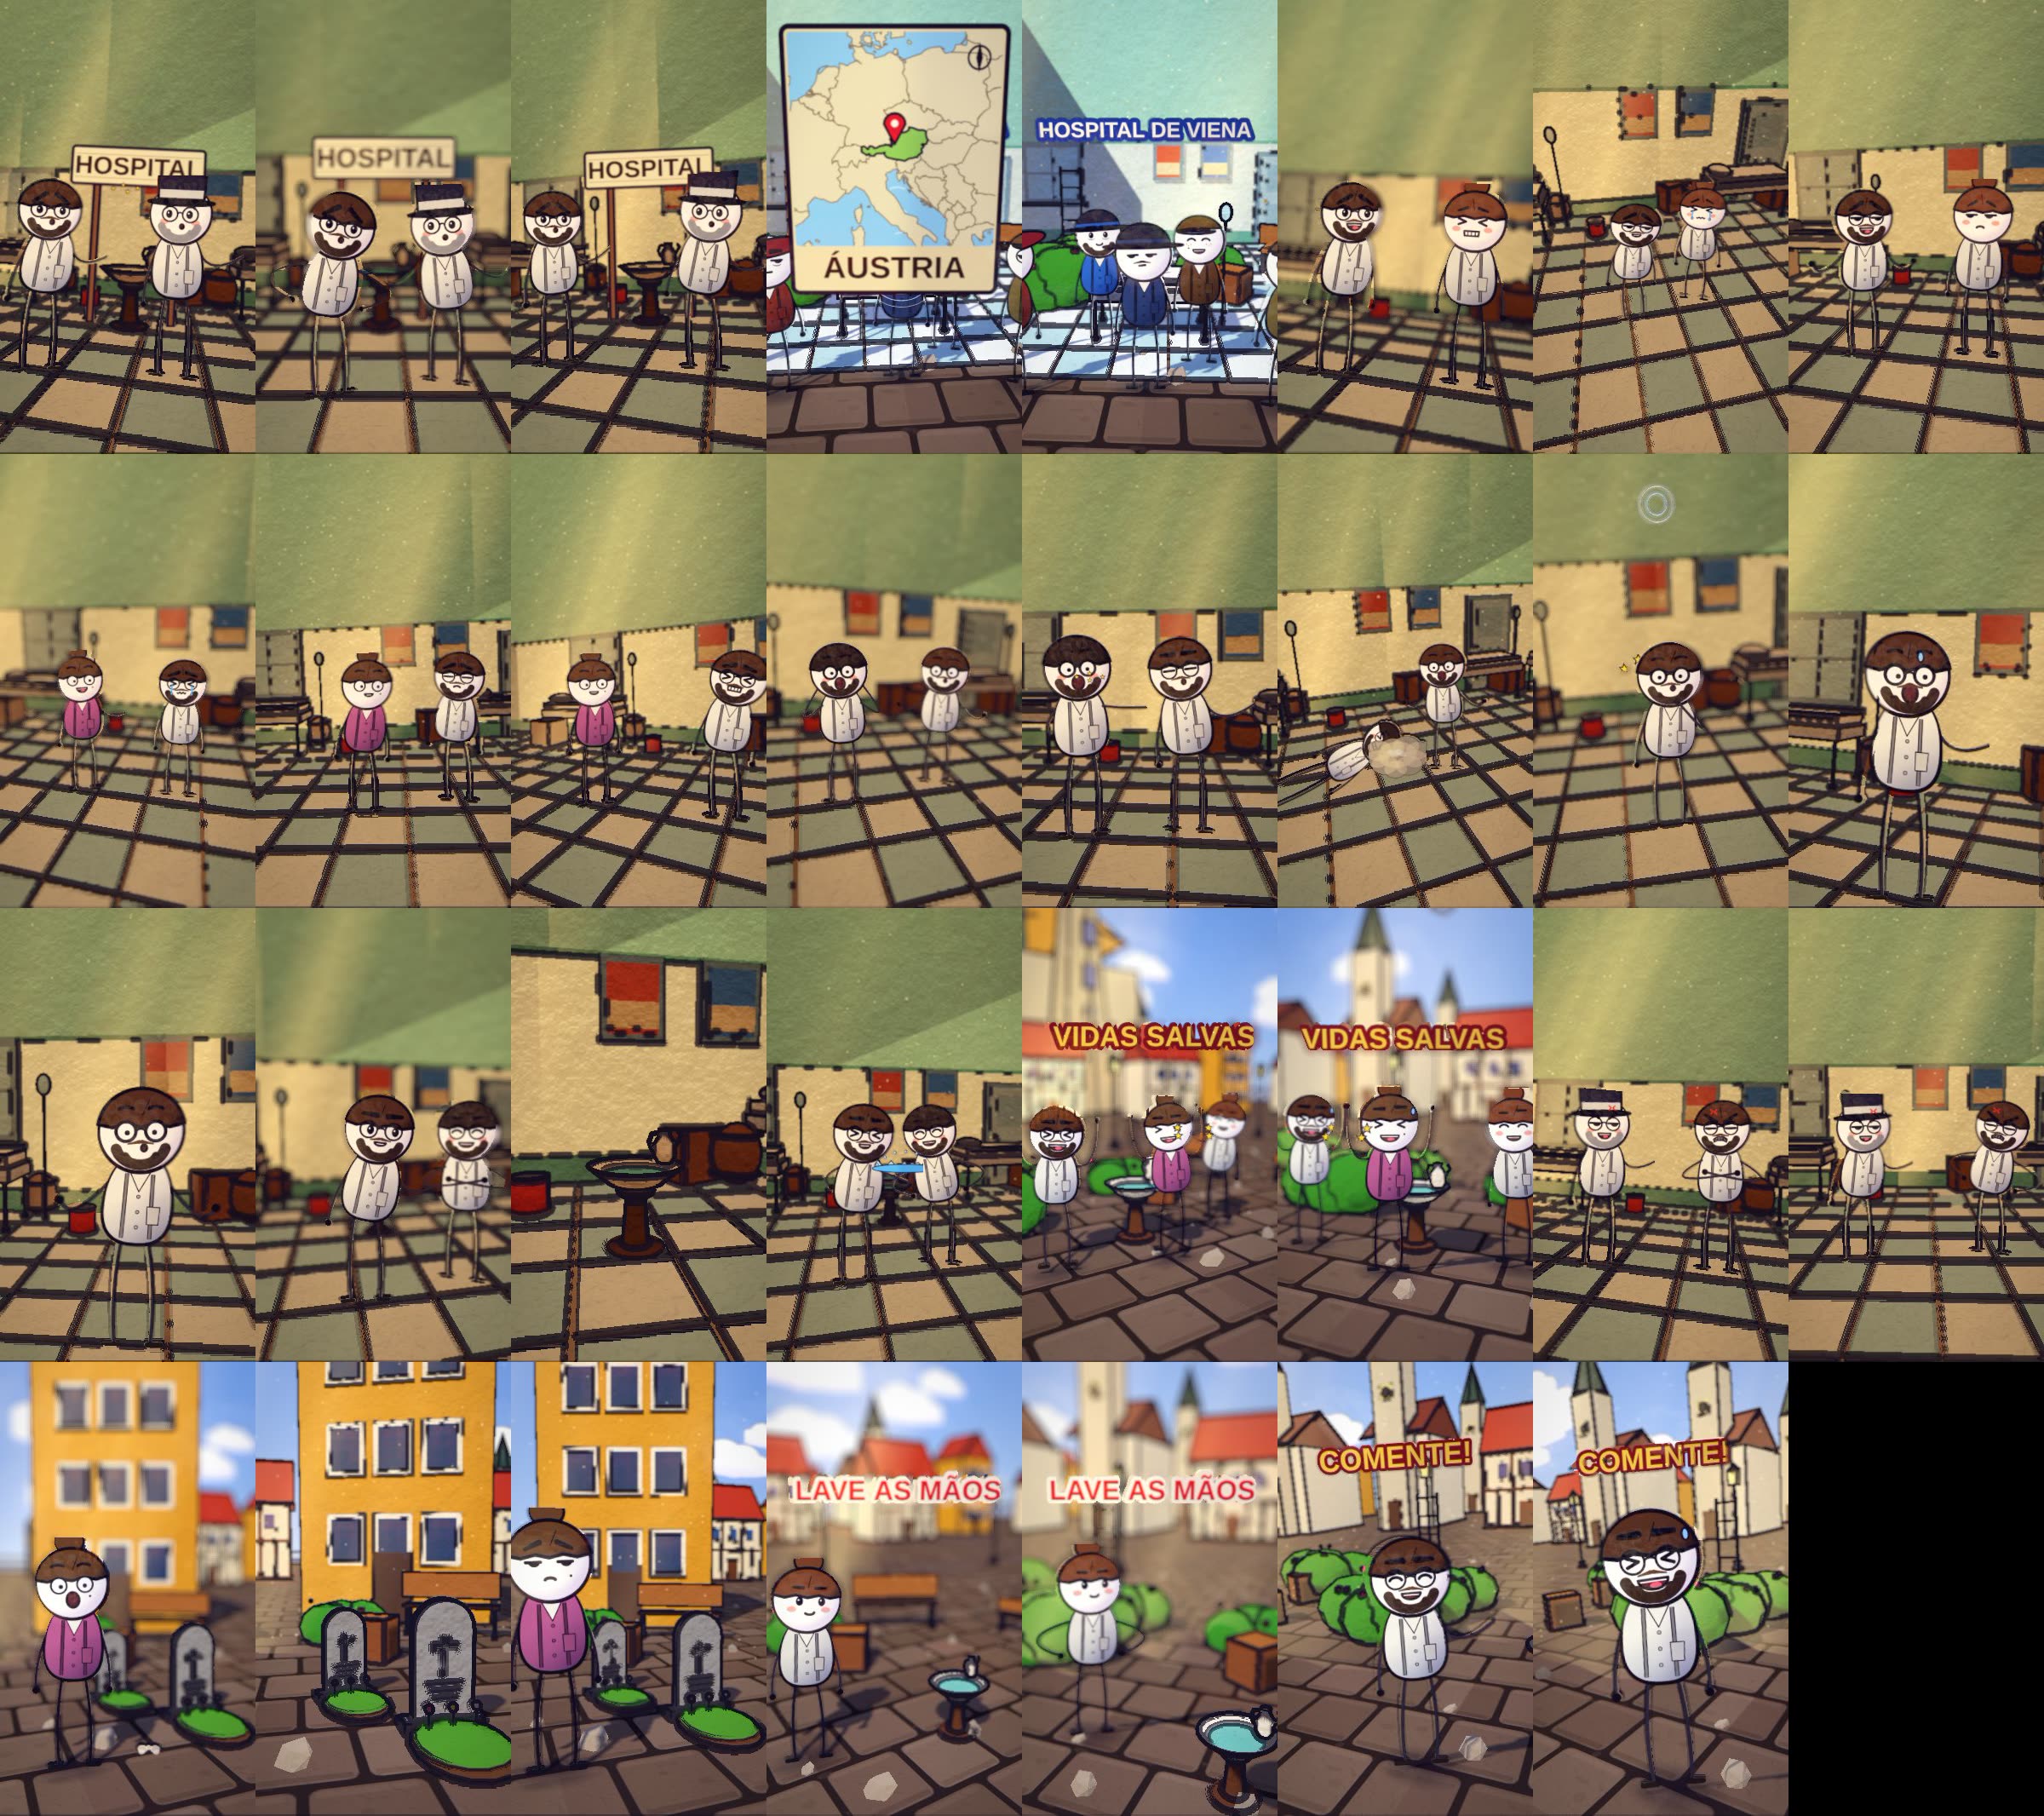 HOSPITAL
HOSPITAL
HOSPITAL
ÁUSTRIA
HOSPITAL DE VIENA
VIDAS SALVAS
VIDAS SALVAS
LAVE AS MÃOS
LAVE AS MÃOS
COMENTE!
COMENTE!